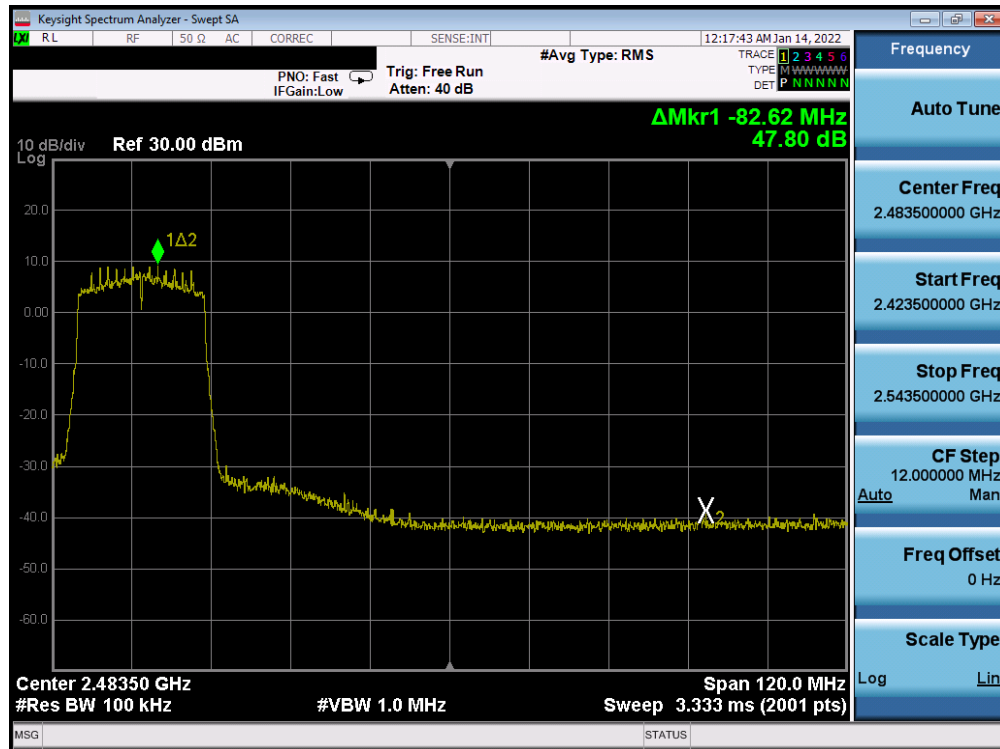 Keysight Spectrum Analyzer - Swept SA
LXI RL RF 50 Ω AC CORREC SENSE:INT 12:17:43 AM Jan 14, 2022
#Avg Type: RMS
TRACE 1 2 3 4 5 6
PNO: Fast Trig: Free Run
TYPE M WWWWW
IFGain:Low Atten: 40 dB
DET P N N N N N
ΔMkr1 -82.62 MHz
47.80 dB
10 dB/div Ref 30.00 dBm
Log
20.0
1Δ2
10.0
0.00
-10.0
-20.0
-30.0
-40.0
X2
-50.0
-60.0
Center 2.48350 GHz Span 120.0 MHz
#Res BW 100 kHz #VBW 1.0 MHz Sweep 3.333 ms (2001 pts)
MSG STATUS
Frequency
Auto Tune
Center Freq
2.483500000 GHz
Start Freq
2.423500000 GHz
Stop Freq
2.543500000 GHz
CF Step
12.000000 MHz
Auto Man
Freq Offset
0 Hz
Scale Type
Log Lin